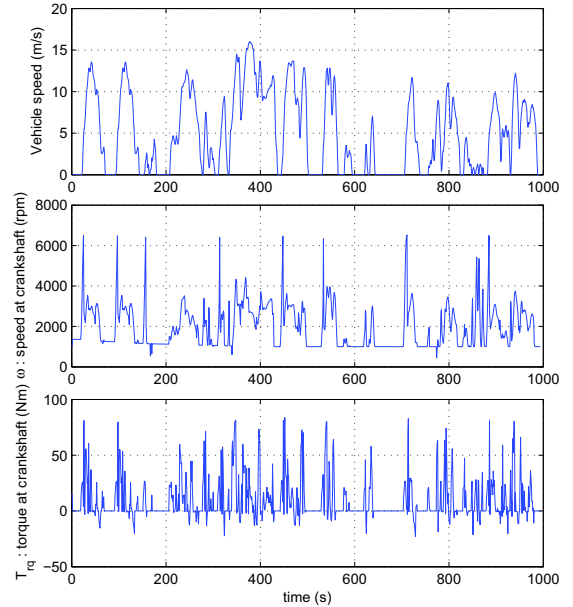 20
15
10
5
0
Vehicle speed (m/s)
0 200 400 600 800 1000
8000
6000
4000
2000
0
ω : speed at crankshaft (rpm)
0 200 400 600 800 1000
100
50
0
−50
T_rq : torque at crankshaft (Nm)
0 200 400 600 800 1000
time (s)